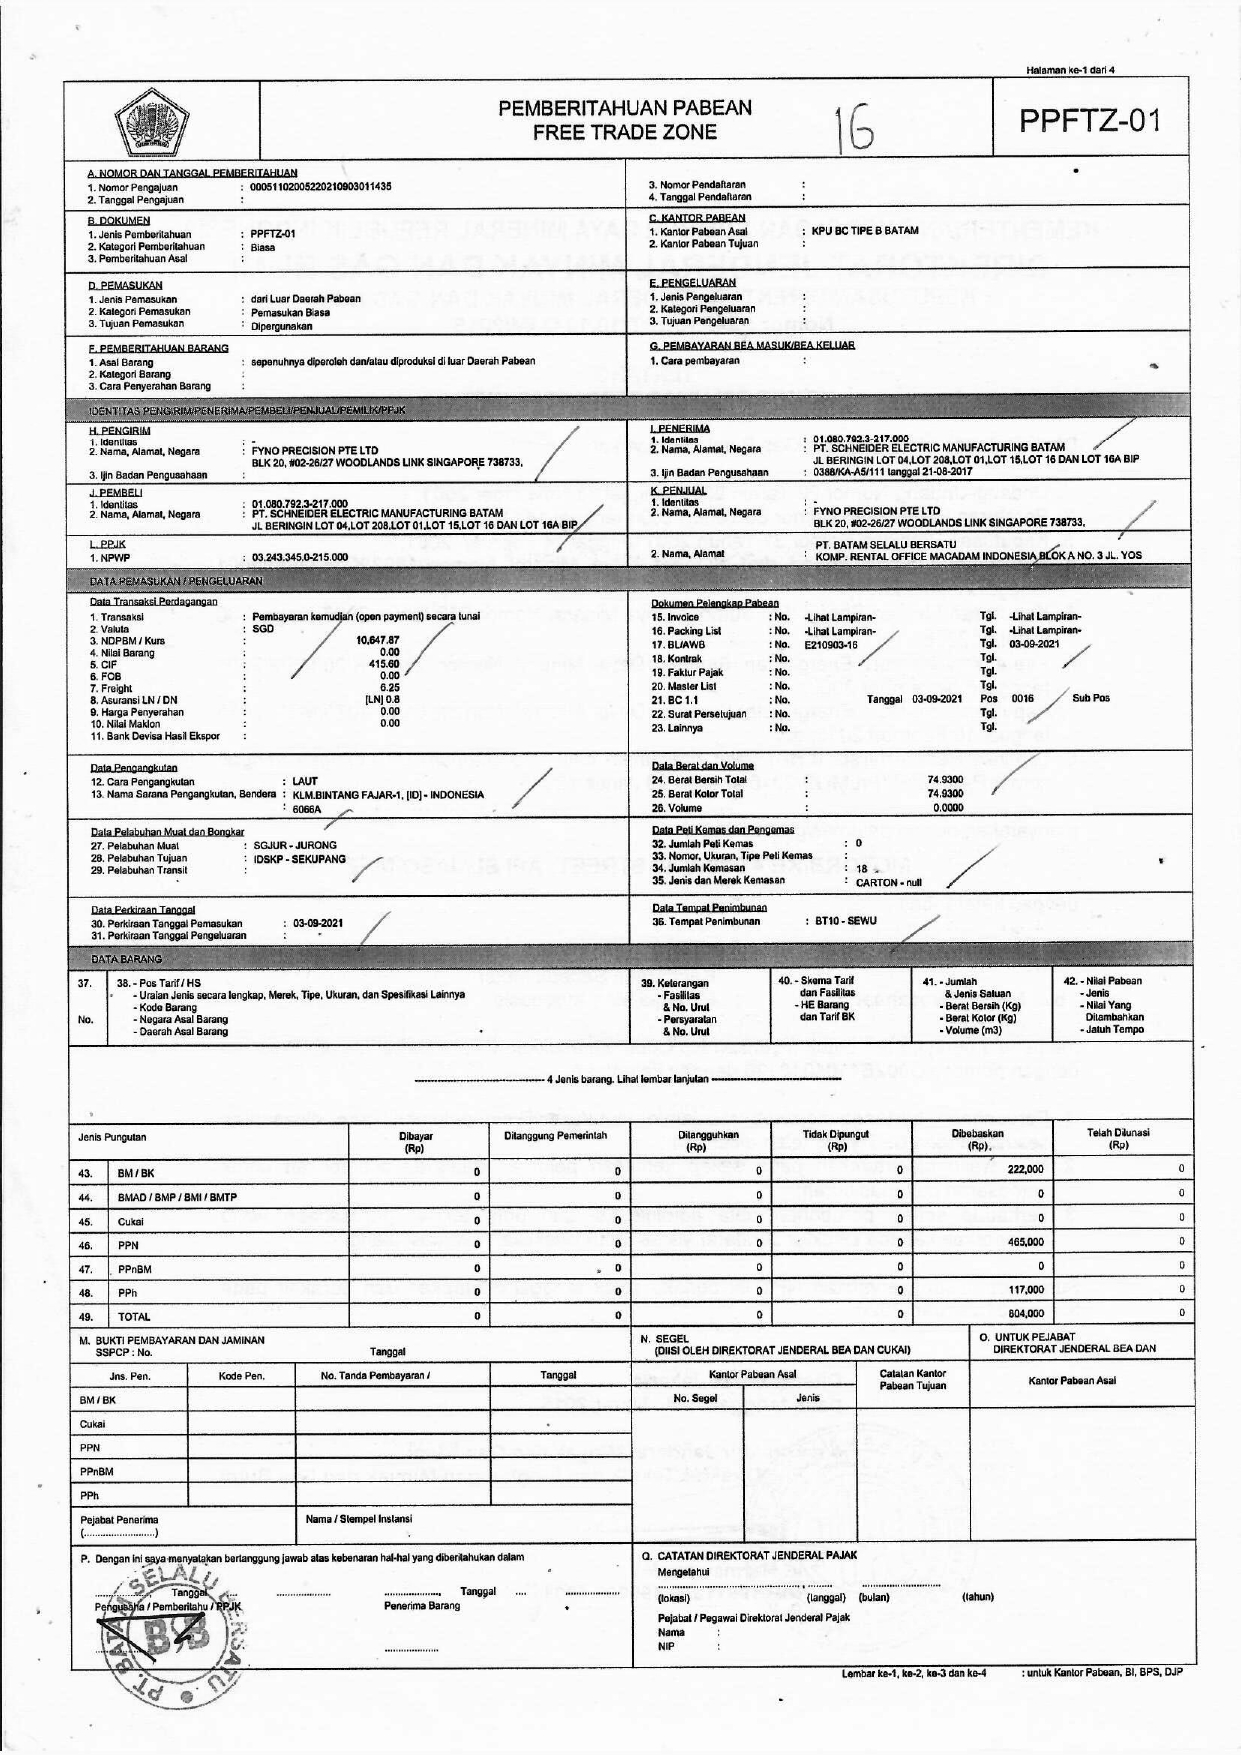 Halaman ke-1 dari 4
PEMBERITAHUAN PABEAN
FREE TRADE ZONE
16
PPFTZ-01
A. NOMOR DAN TANGGAL PEMBERITAHUAN
1. Nomor Pengajuan : 00051102005220210903011435
2. Tanggal Pengajuan :
3. Nomor Pendaftaran :
4. Tanggal Pendaftaran :
B. DOKUMEN
1. Jenis Pemberitahuan : PPFTZ-01
2. Kategori Pemberitahuan : Biasa
3. Pemberitahuan Asal :
C. KANTOR PABEAN
1. Kantor Pabean Asal : KPU BC TIPE B BATAM
2. Kantor Pabean Tujuan :
D. PEMASUKAN
1. Jenis Pemasukan : dari Luar Daerah Pabean
2. Kategori Pemasukan : Pemasukan Biasa
3. Tujuan Pemasukan : Dipergunakan
E. PENGELUARAN
1. Jenis Pengeluaran :
2. Kategori Pengeluaran :
3. Tujuan Pengeluaran :
F. PEMBERITAHUAN BARANG
1. Asal Barang : sepenuhnya diperoleh dan/atau diproduksi di luar Daerah Pabean
2. Kategori Barang :
3. Cara Penyerahan Barang :
G. PEMBAYARAN BEA MASUK/BEA KELUAR
1. Cara pembayaran :
IDENTITAS PENGIRIM/PENERIMA/PEMBELI/PENJUAL/PEMILIK/PPJK
H. PENGIRIM
1. Identitas : -
2. Nama, Alamat, Negara : FYNO PRECISION PTE LTD
BLK 20, #02-26/27 WOODLANDS LINK SINGAPORE 738733,
3. Ijin Badan Pengusahaan :
I. PENERIMA
1. Identitas : 01.080.792.3-217.000
2. Nama, Alamat, Negara : PT. SCHNEIDER ELECTRIC MANUFACTURING BATAM
JL BERINGIN LOT 04,LOT 208,LOT 01,LOT 15,LOT 16 DAN LOT 16A BIP
3. Ijin Badan Pengusahaan : 0388/KA-A5/111 tanggal 21-08-2017
J. PEMBELI
1. Identitas : 01.080.792.3-217.000
2. Nama, Alamat, Negara : PT. SCHNEIDER ELECTRIC MANUFACTURING BATAM
JL BERINGIN LOT 04,LOT 208,LOT 01,LOT 15,LOT 16 DAN LOT 16A BIP
K. PENJUAL
1. Identitas : -
2. Nama, Alamat, Negara : FYNO PRECISION PTE LTD
BLK 20, #02-26/27 WOODLANDS LINK SINGAPORE 738733,
L. PPJK
1. NPWP : 03.243.345.0-215.000
2. Nama, Alamat : PT. BATAM SELALU BERSATU
KOMP. RENTAL OFFICE MACADAM INDONESIA BLOK A NO. 3 JL. YOS
DATA PEMASUKAN / PENGELUARAN
Data Transaksi Perdagangan
1. Transaksi : Pembayaran kemudian (open payment) secara tunai
2. Valuta : SGD
3. NDPBM / Kurs : 10,647.87
4. Nilai Barang : 0.00
5. CIF : 415.60
6. FOB : 0.00
7. Freight : 6.25
8. Asuransi LN / DN : [LN] 0.8
9. Harga Penyerahan : 0.00
10. Nilai Maklon : 0.00
11. Bank Devisa Hasil Ekspor :
Dokumen Pelengkap Pabean
15. Invoice : No. -Lihat Lampiran- Tgl. -Lihat Lampiran-
16. Packing List : No. -Lihat Lampiran- Tgl. -Lihat Lampiran-
17. BL/AWB : No. E210903-16 Tgl. 03-09-2021
18. Kontrak : No. Tgl.
19. Faktur Pajak : No. Tgl.
20. Master List : No. Tgl.
21. BC 1.1 : No. Tanggal 03-09-2021 Pos 0016 Sub Pos
22. Surat Persetujuan : No. Tgl.
23. Lainnya : No. Tgl.
Data Pengangkutan
12. Cara Pengangkutan : LAUT
13. Nama Sarana Pengangkutan, Bendera : KLM.BINTANG FAJAR-1, [ID] - INDONESIA
: 6066A
Data Berat dan Volume
24. Berat Bersih Total : 74.9300
25. Berat Kotor Total : 74.9300
26. Volume : 0.0000
Data Pelabuhan Muat dan Bongkar
27. Pelabuhan Muat : SGJUR - JURONG
28. Pelabuhan Tujuan : IDSKP - SEKUPANG
29. Pelabuhan Transit :
Data Peti Kemas dan Pengemas
32. Jumlah Peti Kemas : 0
33. Nomor, Ukuran, Tipe Peti Kemas :
34. Jumlah Kemasan : 18
35. Jenis dan Merek Kemasan : CARTON - null
Data Perkiraan Tanggal
30. Perkiraan Tanggal Pemasukan : 03-09-2021
31. Perkiraan Tanggal Pengeluaran : -
Data Tempat Penimbunan
36. Tempat Penimbunan : BT10 - SEWU
DATA BARANG
37.
No.
38. - Pos Tarif / HS
- Uraian Jenis secara lengkap, Merek, Tipe, Ukuran, dan Spesifikasi Lainnya
- Kode Barang
- Negara Asal Barang
- Daerah Asal Barang
39. Keterangan
- Fasilitas
& No. Urut
- Persyaratan
& No. Urut
40. - Skema Tarif
dan Fasilitas
- HE Barang
dan Tarif BK
41. - Jumlah
& Jenis Satuan
- Berat Bersih (Kg)
- Berat Kotor (Kg)
- Volume (m3)
42. - Nilai Pabean
- Jenis
- Nilai Yang
Ditambahkan
- Jatuh Tempo
---------- 4 Jenis barang. Lihat lembar lanjutan ----------
Jenis Pungutan Dibayar (Rp) Ditanggung Pemerintah Ditangguhkan (Rp) Tidak Dipungut (Rp) Dibebaskan (Rp) Telah Dilunasi (Rp)
43. BM / BK 0 0 0 0 222,000 0
44. BMAD / BMP / BMI / BMTP 0 0 0 0 0 0
45. Cukai 0 0 0 0 0 0
46. PPN 0 0 0 0 465,000 0
47. PPnBM 0 0 0 0 0 0
48. PPh 0 0 0 0 117,000 0
49. TOTAL 0 0 0 0 804,000 0
M. BUKTI PEMBAYARAN DAN JAMINAN
SSPCP : No. Tanggal
N. SEGEL
(DIISI OLEH DIREKTORAT JENDERAL BEA DAN CUKAI)
O. UNTUK PEJABAT
DIREKTORAT JENDERAL BEA DAN
Jns. Pen. Kode Pen. No. Tanda Pembayaran / Tanggal
Kantor Pabean Asal
No. Segel Jenis
Catatan Kantor
Pabean Tujuan
Kantor Pabean Asal
BM / BK
Cukai
PPN
PPnBM
PPh
Pejabat Penerima
(.........................)
Nama / Stempel Instansi
P. Dengan ini saya menyatakan bertanggung jawab atas kebenaran hal-hal yang diberitahukan dalam
Tanggal
Pengusaha / Pemberitahu / PPJK
Tanggal
Penerima Barang
PT. BATAM SELALU BERSATU
BSB
Q. CATATAN DIREKTORAT JENDERAL PAJAK
Mengetahui
(lokasi) (tanggal) (bulan) (tahun)
Pejabat / Pegawai Direktorat Jenderal Pajak
Nama :
NIP :
Lembar ke-1, ke-2, ke-3 dan ke-4 : untuk Kantor Pabean, BI, BPS, DJP